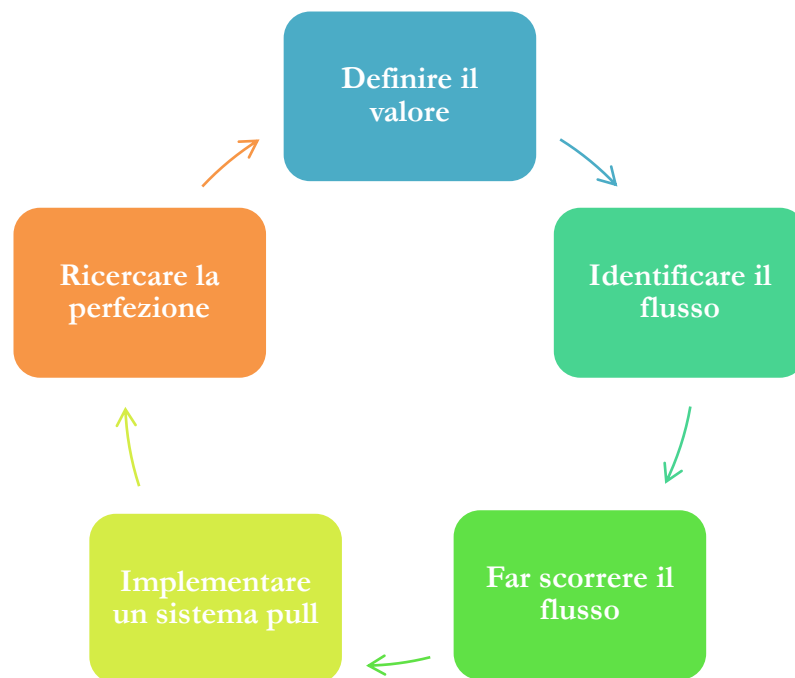 Definire il
valore
Identificare il
flusso
Far scorrere il
flusso
Implementare
un sistema pull
Ricercare la
perfezione